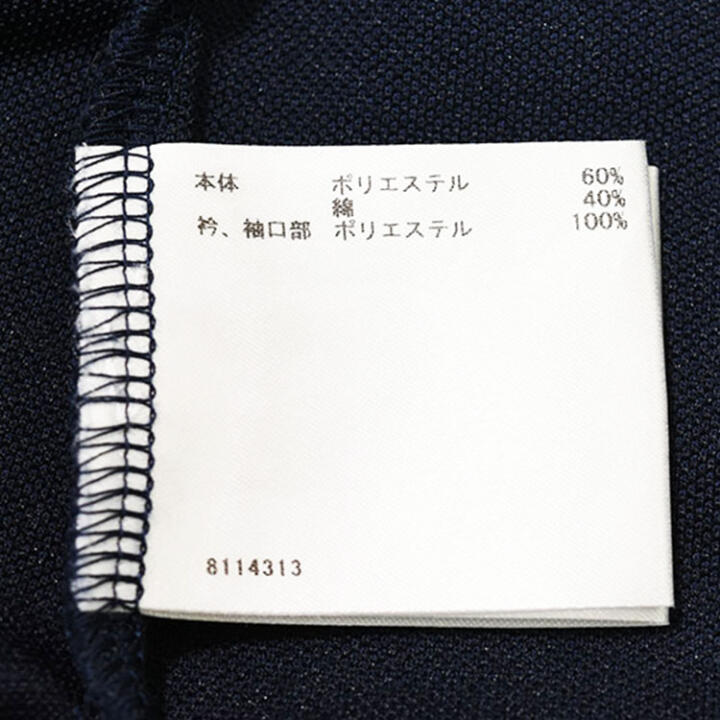 本体 ポリエステル 60%
綿 40%
衿、袖口部 ポリエステル 100%
8114313